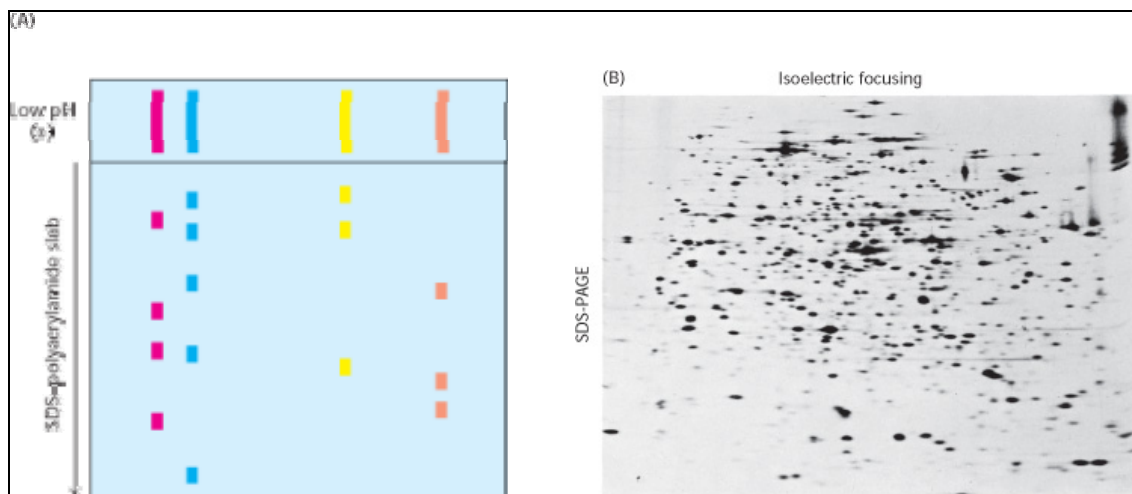 (A)
Low pH
(±)
SDS-polyacrylamide slab
(B)
Isoelectric focusing
SDS-PAGE